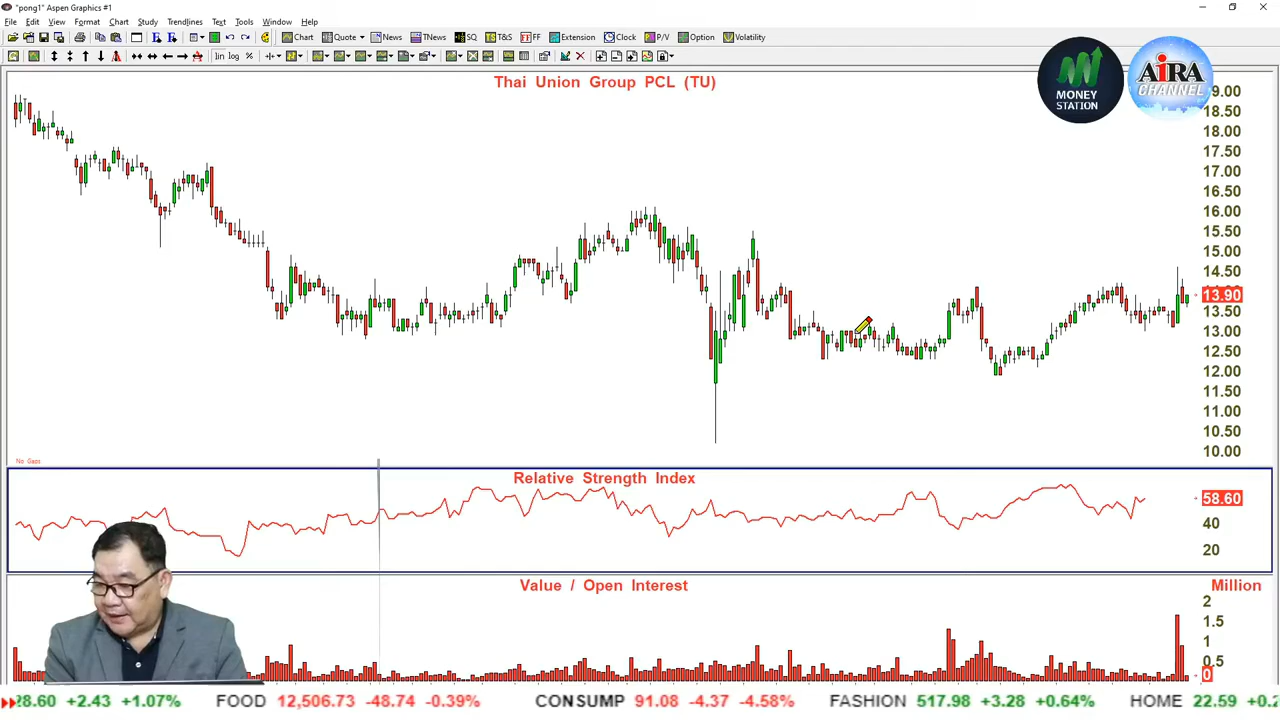 "pong1" Aspen Graphics #1
File Edit View Format Chart Study Trendlines Text Tools Window Help
Chart Quote News TNews SQ T&S FF Extension Clock P/V Option Volatility
lin log %
Thai Union Group PCL (TU)
MONEY STATION
AiRA CHANNEL
19.00
18.50
18.00
17.50
17.00
16.50
16.00
15.50
15.00
14.50
13.90
13.50
13.00
12.50
12.00
11.50
11.00
10.50
10.00
No Gaps
Relative Strength Index
58.60
40
20
Value / Open Interest
Million
2
1.5
1
0.5
0
28.60 +2.43 +1.07% FOOD 12,506.73 -48.74 -0.39% CONSUMP 91.08 -4.37 -4.58% FASHION 517.98 +3.28 +0.64% HOME 22.59